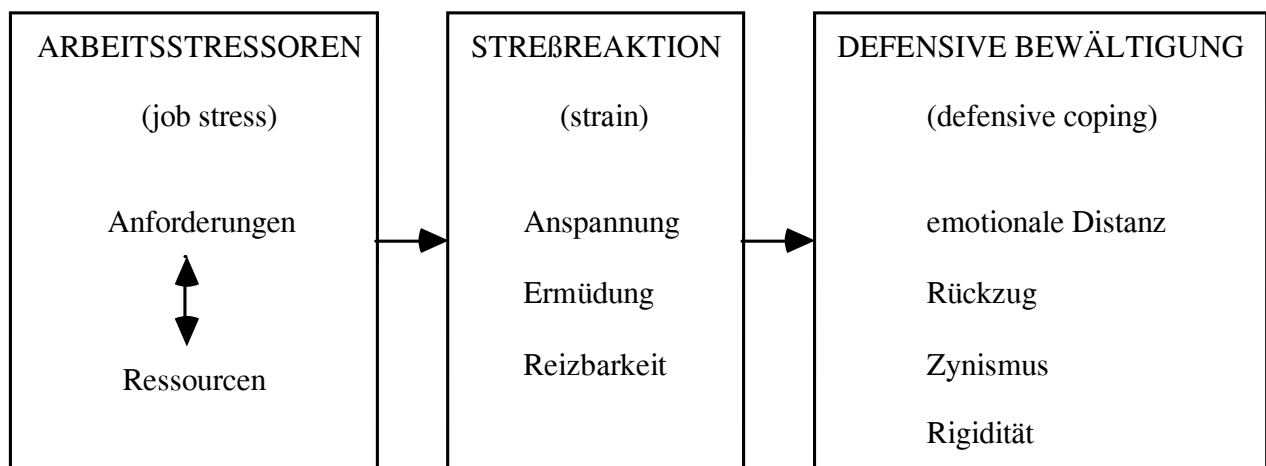 ARBEITSSTRESSOREN
(job stress)
Anforderungen
Ressourcen
STREßREAKTION
(strain)
Anspannung
Ermüdung
Reizbarkeit
DEFENSIVE BEWÄLTIGUNG
(defensive coping)
emotionale Distanz
Rückzug
Zynismus
Rigidität